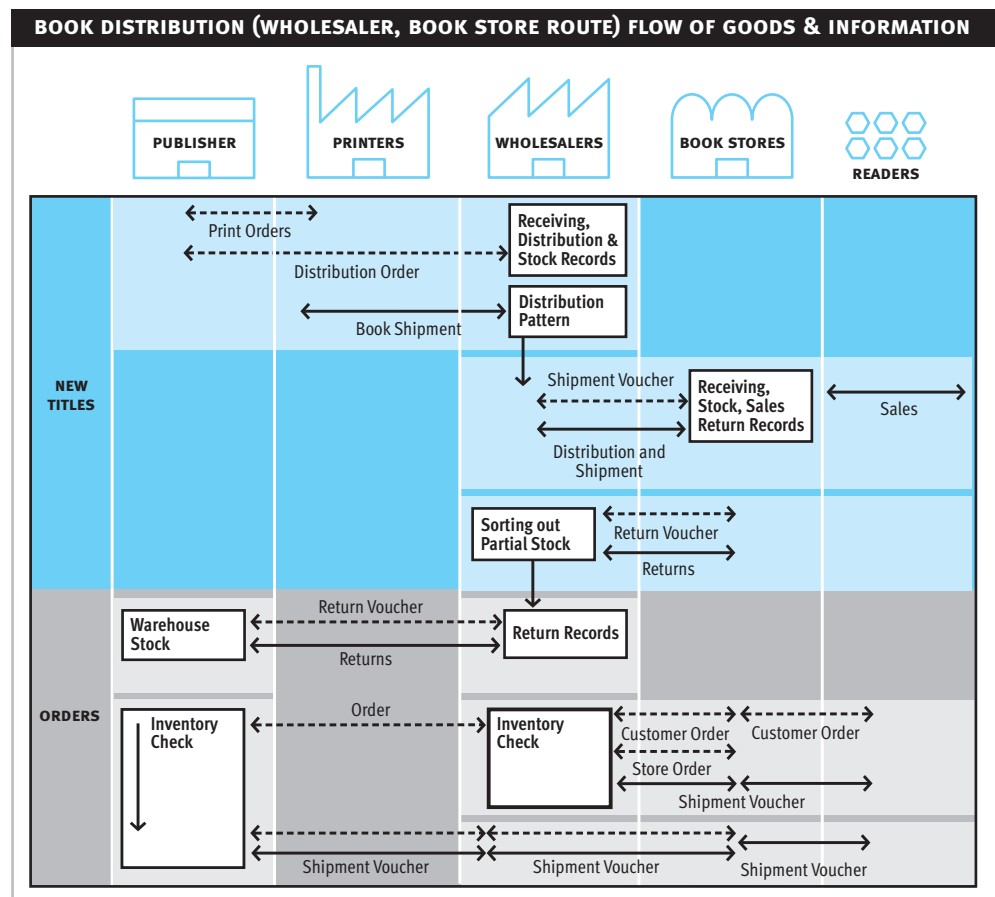 BOOK DISTRIBUTION (WHOLESALER, BOOK STORE ROUTE) FLOW OF GOODS & INFORMATION
PUBLISHER
PRINTERS
WHOLESALERS
BOOK STORES
READERS
NEW
TITLES
Print Orders
Distribution Order
Receiving,
Distribution &
Stock Records
Book Shipment
Distribution
Pattern
Shipment Voucher
Distribution and
Shipment
Receiving,
Stock, Sales
Return Records
Sales
Sorting out
Partial Stock
Return Voucher
Returns
ORDERS
Warehouse
Stock
Return Voucher
Returns
Return Records
Inventory
Check
Order
Inventory
Check
Customer Order
Customer Order
Store Order
Shipment Voucher
Shipment Voucher
Shipment Voucher
Shipment Voucher